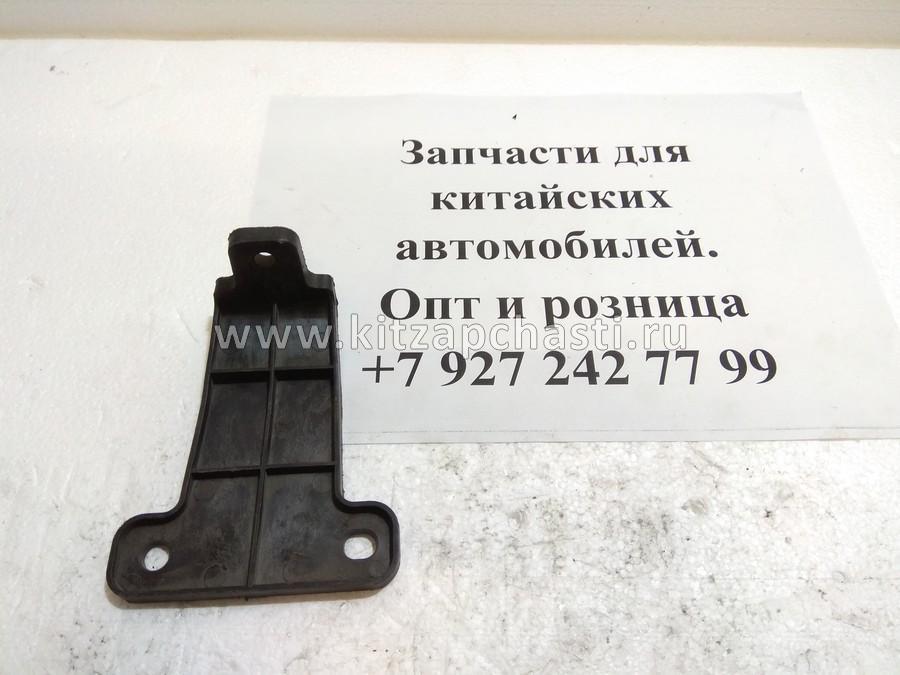 Запчасти для
китайских
автомобилей.
Опт и розница
www.kitzapchasti.ru
+7 927 242 77 99